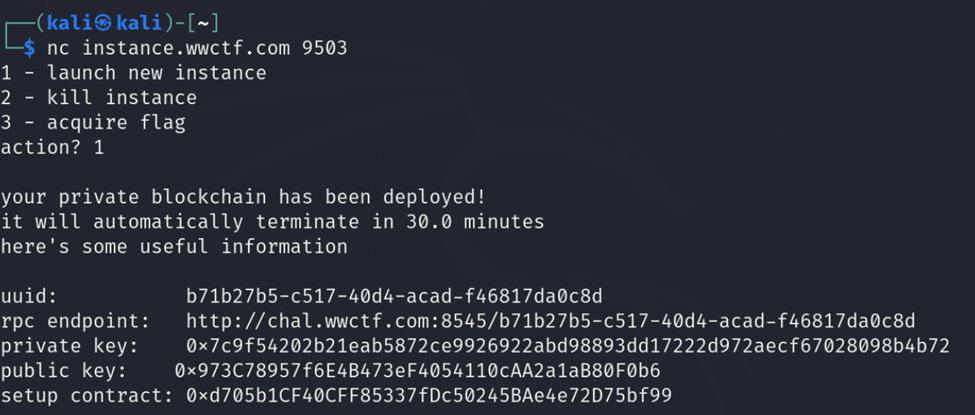 ┌──(kali㉿kali)-[~]
└─$ nc instance.wwctf.com 9503
1 - launch new instance
2 - kill instance
3 - acquire flag
action? 1
your private blockchain has been deployed!
it will automatically terminate in 30.0 minutes
here's some useful information
uuid: b71b27b5-c517-40d4-acad-f46817da0c8d
rpc endpoint: http://chal.wwctf.com:8545/b71b27b5-c517-40d4-acad-f46817da0c8d
private key: 0×7c9f54202b21eab5872ce9926922abd98893dd17222d972aecf67028098b4b72
public key: 0×973C78957f6E4B473eF4054110cAA2a1aB80F0b6
setup contract: 0×d705b1CF40CFF85337fDc50245BAe4e72D75bf99